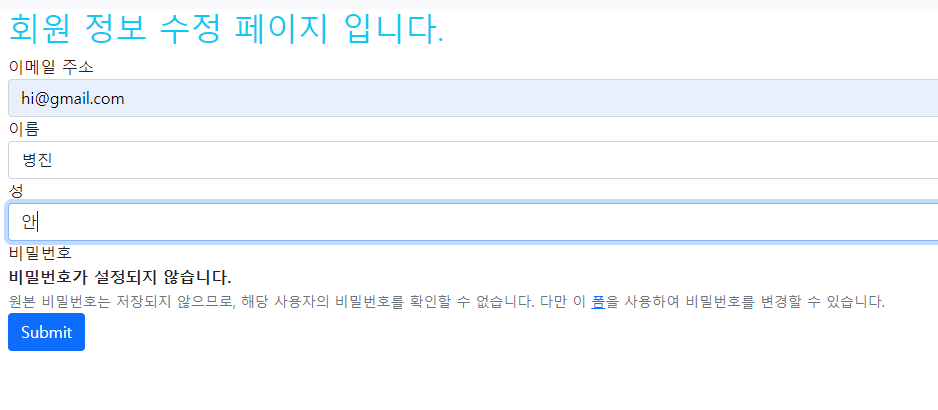 회원 정보 수정 페이지 입니다.
이메일 주소
hi@gmail.com
이름
병진
성
안
비밀번호
비밀번호가 설정되지 않습니다.
원본 비밀번호는 저장되지 않으므로, 해당 사용자의 비밀번호를 확인할 수 없습니다. 다만 이 폼을 사용하여 비밀번호를 변경할 수 있습니다.
Submit